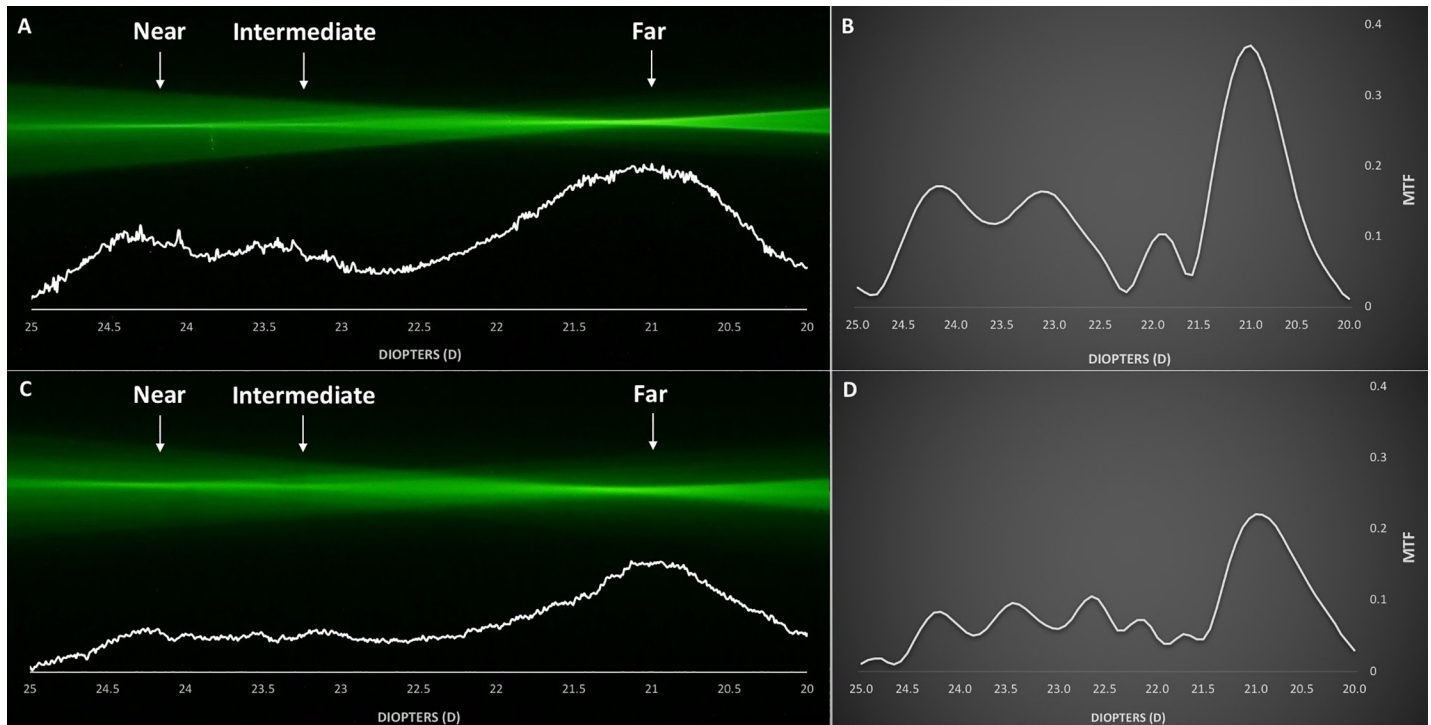 A
Near Intermediate Far
25 24.5 24 23.5 23 22 21.5 21 20.5 20
DIOPTERS (D)
B
0.4
0.3
0.2
0.1
0
MTF
25.0 24.5 24.0 23.5 23.0 22.5 22.0 21.5 21.0 20.5 20.0
DIOPTERS (D)
C
Near Intermediate Far
25 24.5 24 23.5 23 22 21.5 21 20.5 20
DIOPTERS (D)
D
0.4
0.3
0.2
0.1
0
MTF
25.0 24.5 24.0 23.5 23.0 22.5 22.0 21.5 21.0 20.5 20.0
DIOPTERS (D)